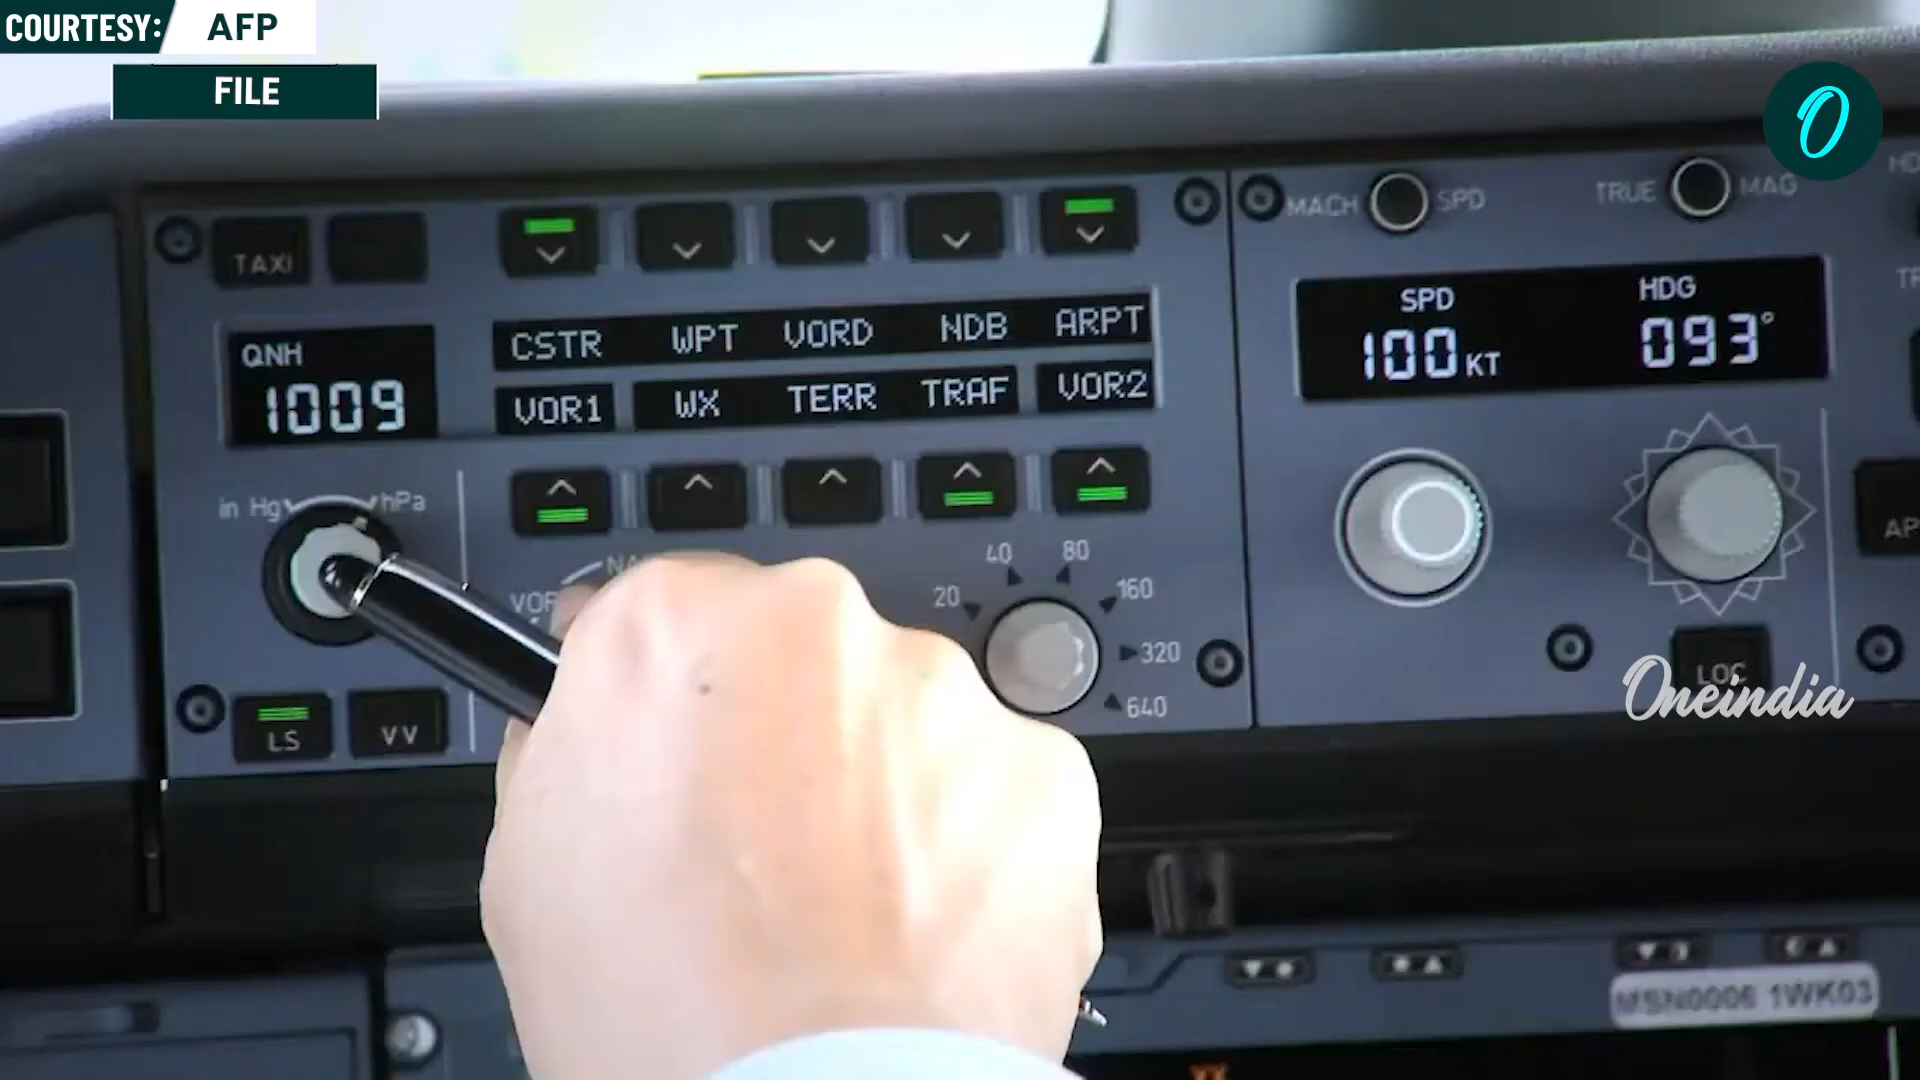 COURTESY: AFP
FILE
O
TAXI
MACH SPD
TRUE MAG
QNH
1009
CSTR WPT VORD NDB ARPT
VOR1 WX TERR TRAF VOR2
SPD
100 KT
HDG
093°
in Hg hPa
20 40 80 160 320 640
LS
VV
LOC
Oneindia
MSN0006 1WK03